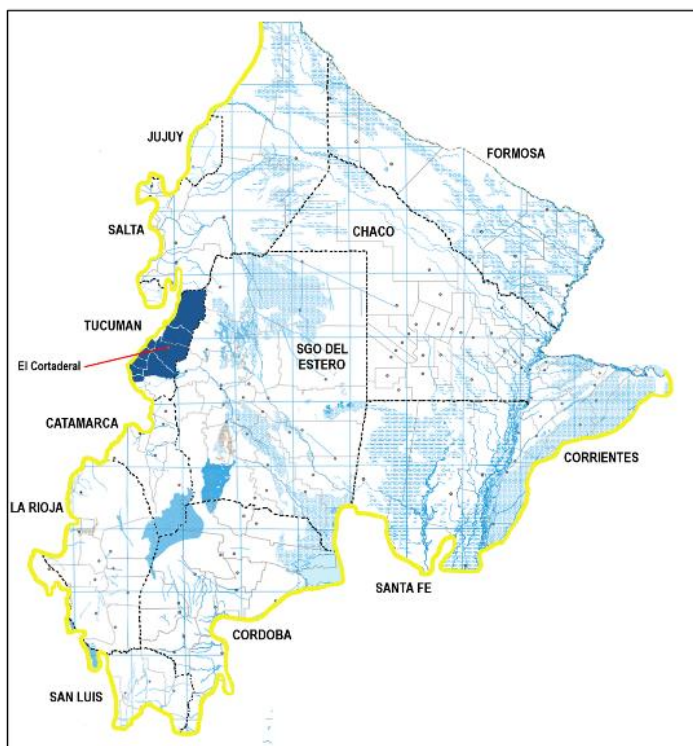 JUJUY
FORMOSA
SALTA
CHACO
TUCUMAN
SGO DEL
ESTERO
El Cortaderal
CATAMARCA
CORRIENTES
LA RIOJA
SANTA FE
CORDOBA
SAN LUIS